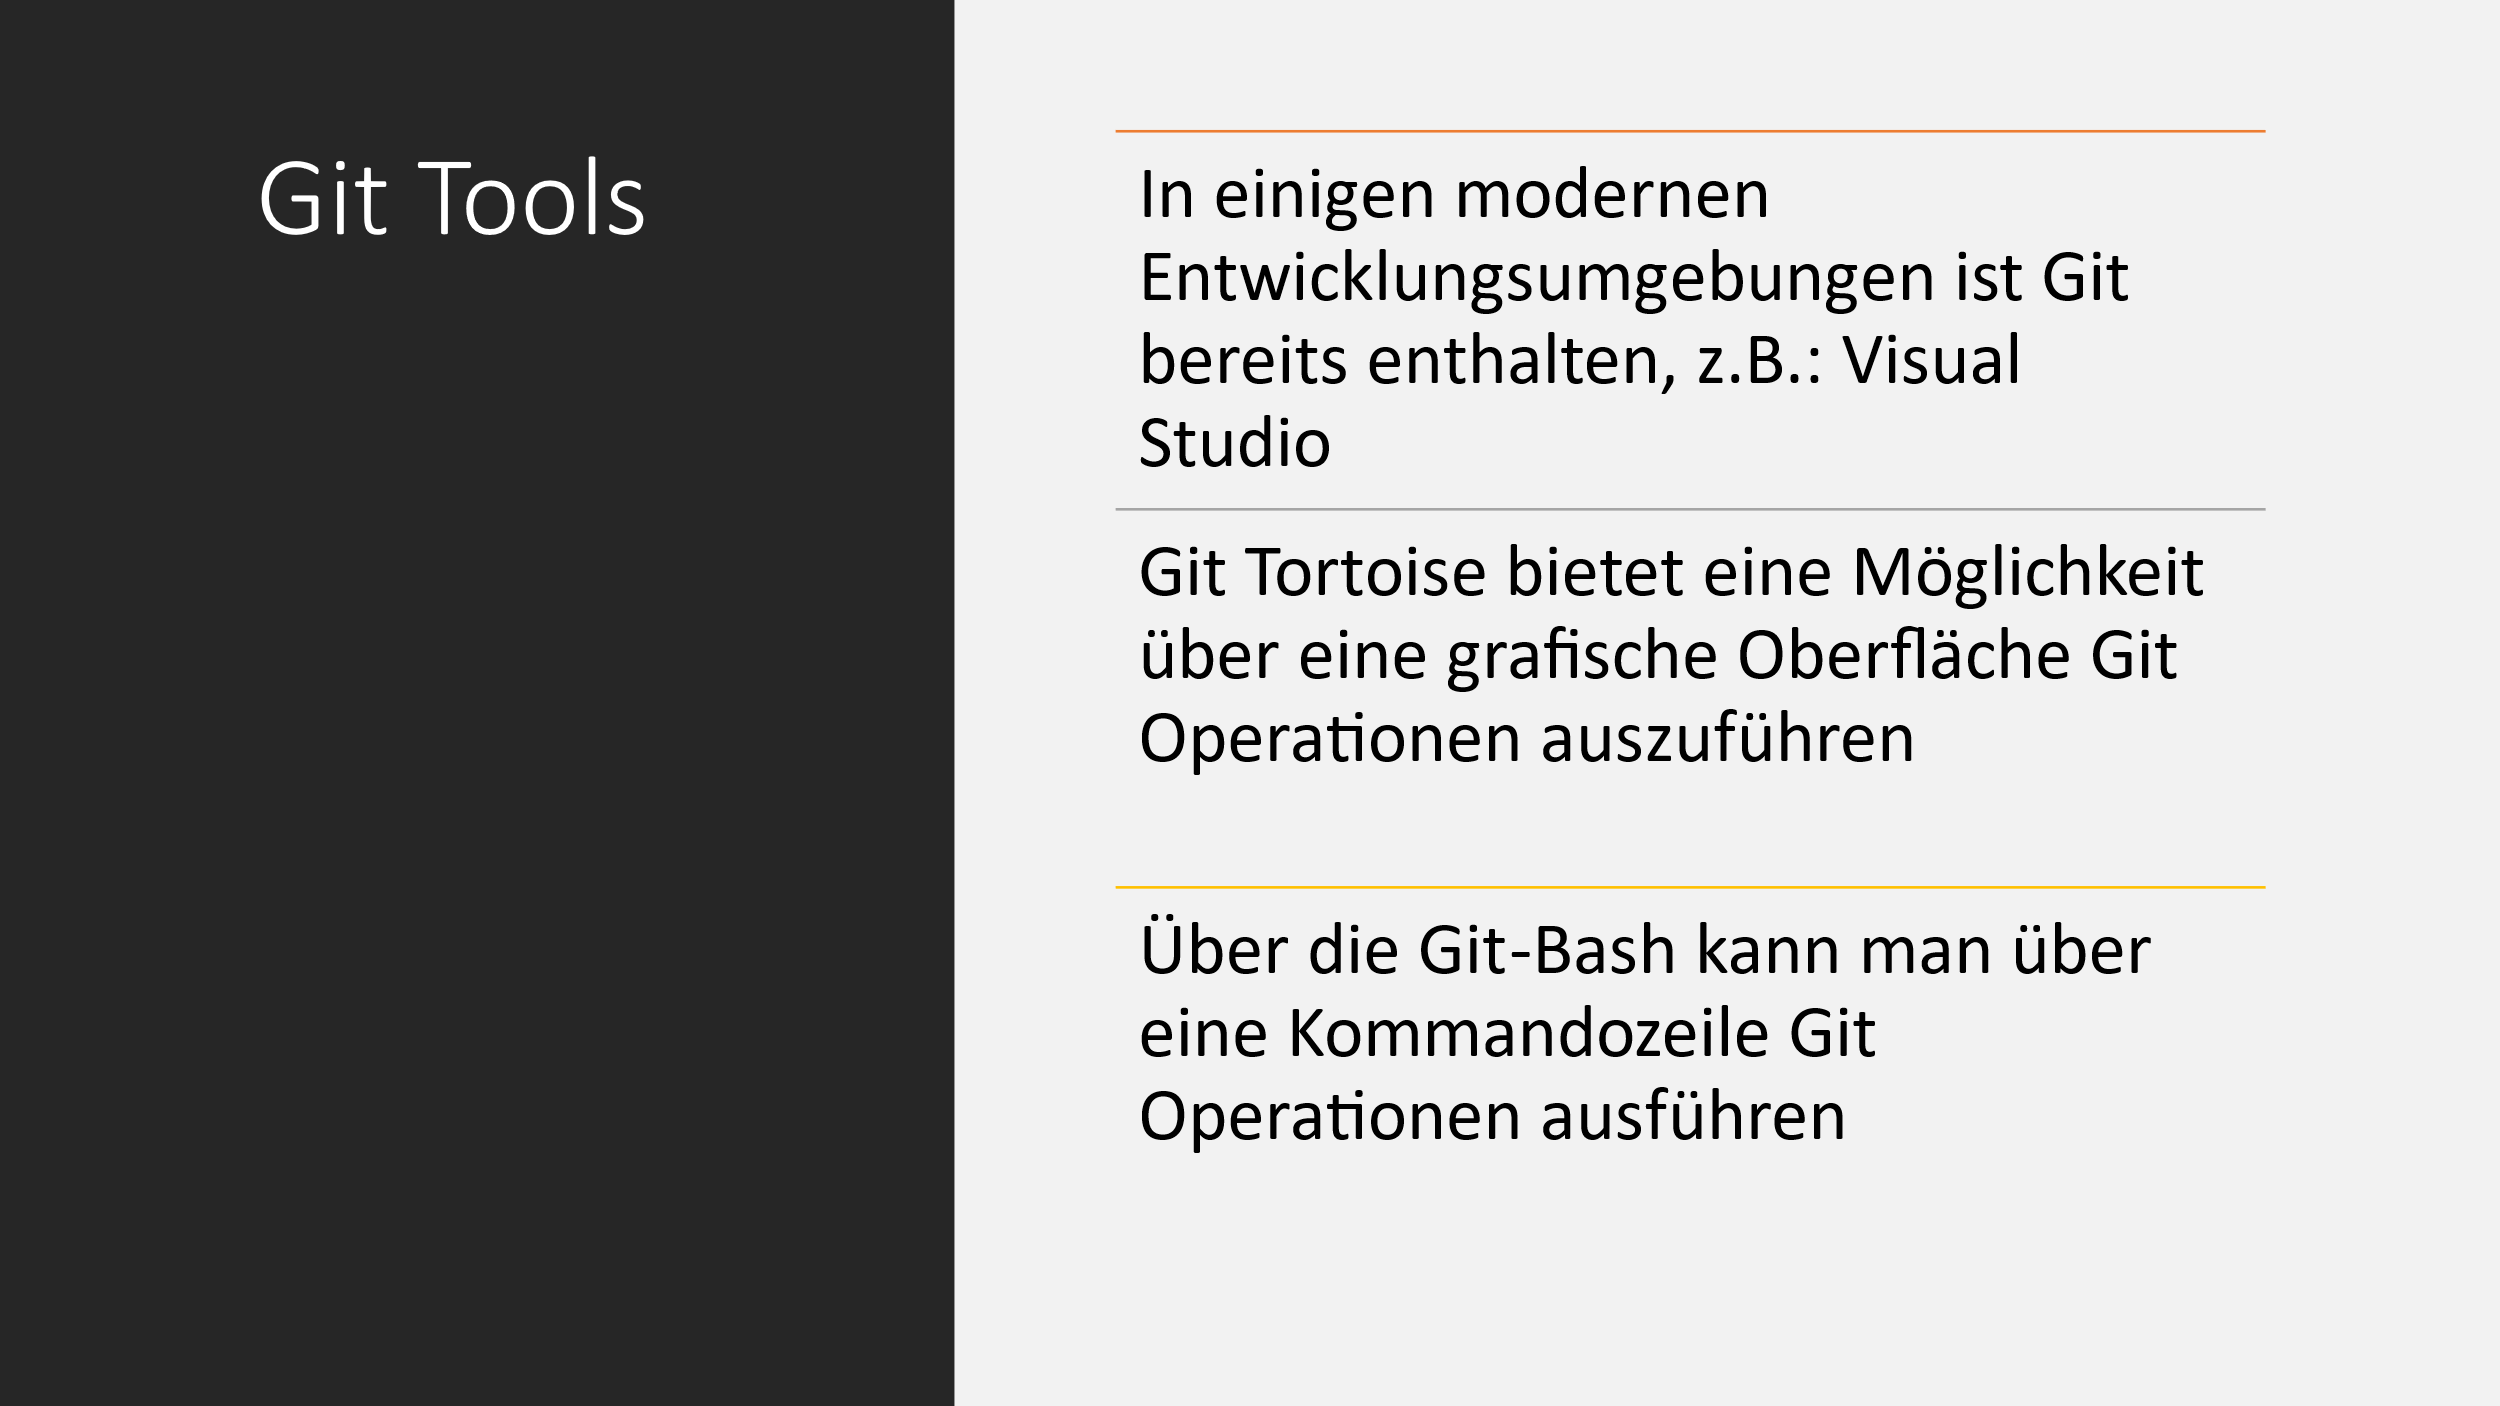 Git Tools
In einigen modernen
Entwicklungsumgebungen ist Git
bereits enthalten, z.B.: Visual
Studio
Git Tortoise bietet eine Möglichkeit
über eine grafische Oberfläche Git
Operationen auszuführen
Über die Git-Bash kann man über
eine Kommandozeile Git
Operationen ausführen